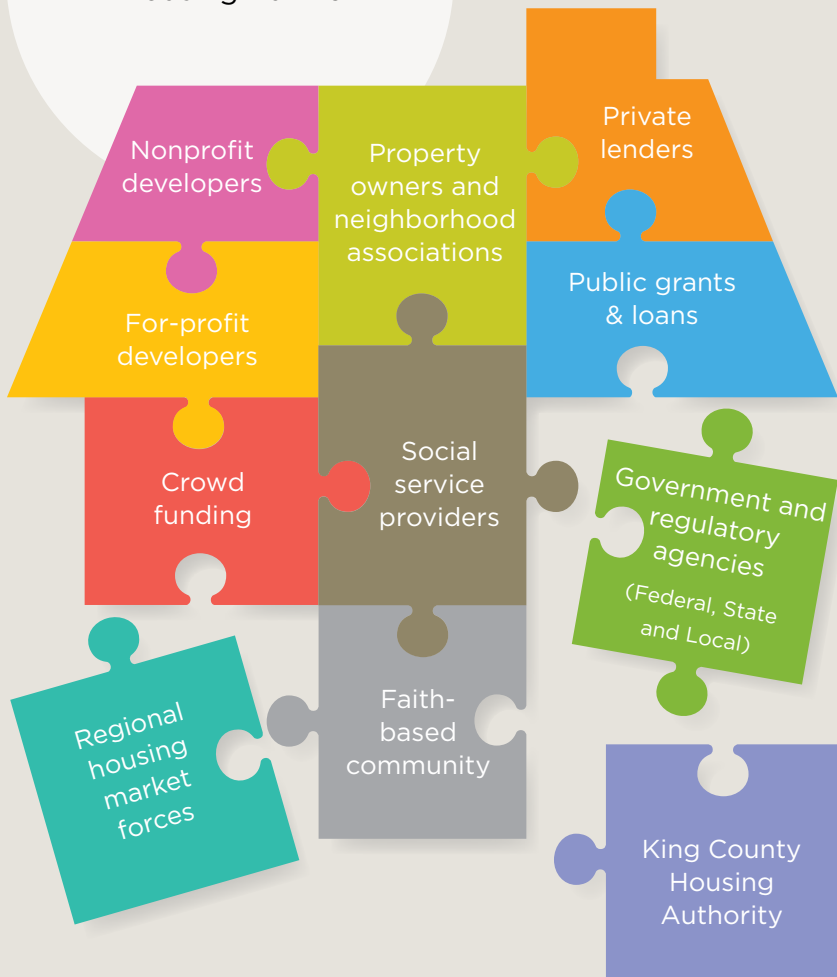 Nonprofit
developers
Property
owners and
neighborhood
associations
Private
lenders
For-profit
developers
Public grants
& loans
Crowd
funding
Social
service
providers
Government and
regulatory
agencies
(Federal, State
and Local)
Regional
housing
market
forces
Faith-
based
community
King County
Housing
Authority